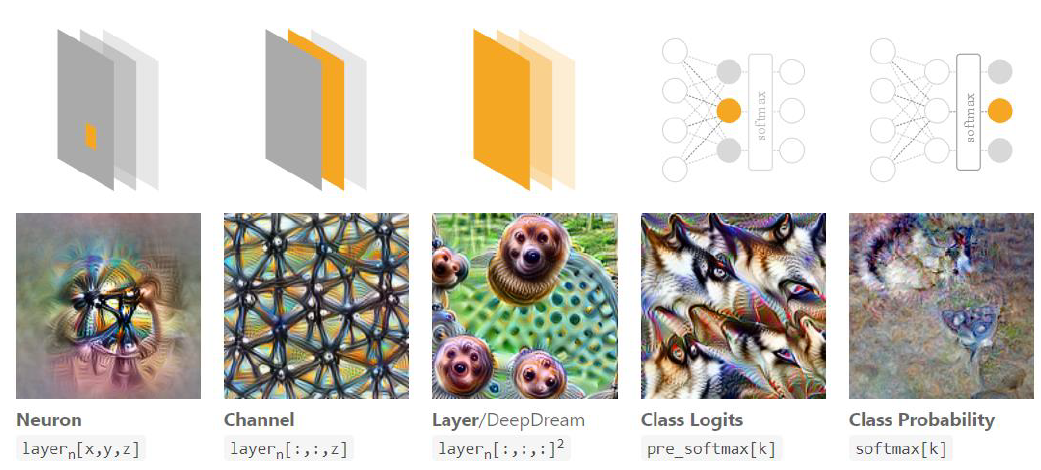 softmax
softmax
Neuron
layerₙ[x,y,z]
Channel
layerₙ[:,:,z]
Layer/DeepDream
layerₙ[:,:,:]²
Class Logits
pre_softmax[k]
Class Probability
softmax[k]